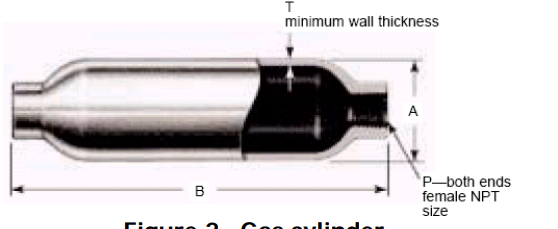 T
minimum wall thickness
A
B
P—both ends
female NPT
size
Figure 2 Gas cylinder